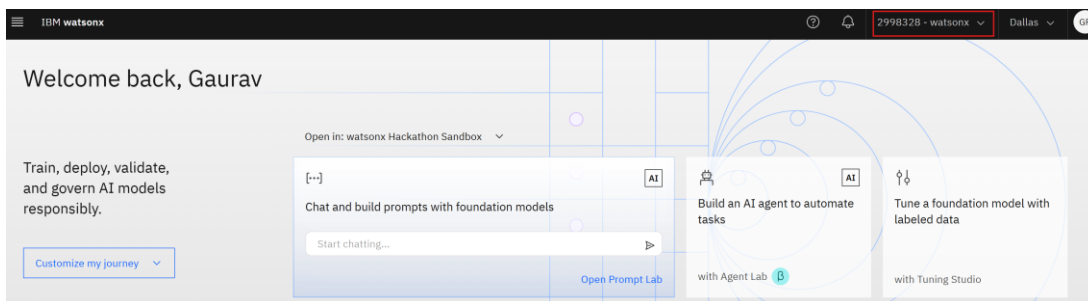 IBM watsonx
2998328 - watsonx
Dallas
Welcome back, Gaurav
Open in: watsonx Hackathon Sandbox
Train, deploy, validate,
and govern AI models
responsibly.
Customize my journey
[...]
AI
Chat and build prompts with foundation models
Start chatting...
Open Prompt Lab
AI
Build an AI agent to automate
tasks
with Agent Lab β
Tune a foundation model with
labeled data
with Tuning Studio